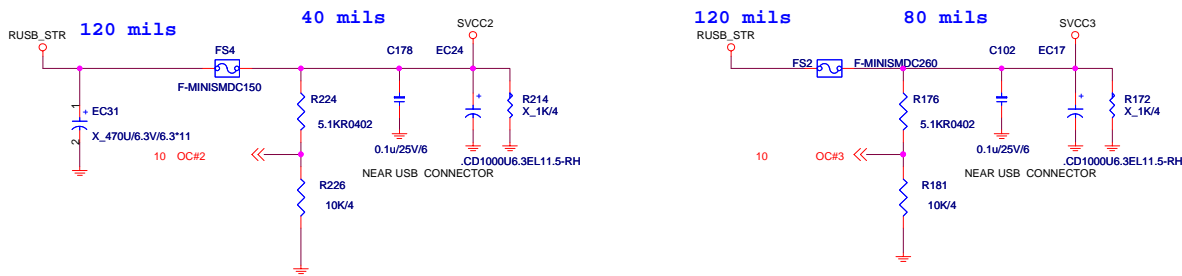 120 mils
40 mils
SVCC2
RUSB_STR
FS4
C178
EC24
F-MINISMDC150
R224
R214
X_1K/4
1
EC31
5.1KR0402
X_470U/6.3V/6.3*11
2
0.1u/25V/6
10 OC#2
.CD1000U6.3EL11.5-RH
NEAR USB CONNECTOR
R226
10K/4
120 mils
80 mils
SVCC3
RUSB_STR
C102
EC17
FS2
F-MINISMDC260
R176
R172
X_1K/4
5.1KR0402
0.1u/25V/6
10 OC#3
.CD1000U6.3EL11.5-RH
NEAR USB CONNECTOR
R181
10K/4